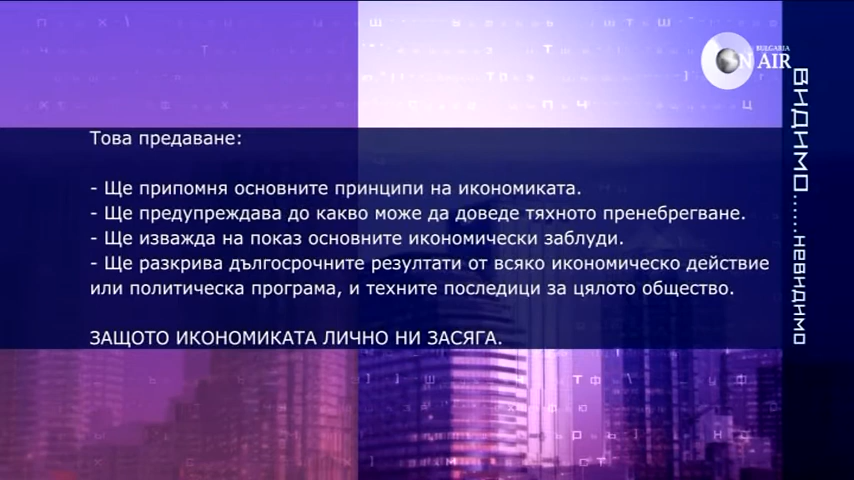 BULGARIA
ON AIR
Това предаване:
- Ще припомня основните принципи на икономиката.
- Ще предупреждава до какво може да доведе тяхното пренебрегване.
- Ще изважда на показ основните икономически заблуди.
- Ще разкрива дългосрочните резултати от всяко икономическо действие
или политическа програма, и техните последици за цялото общество.
ЗАЩОТО ИКОНОМИКАТА ЛИЧНО НИ ЗАСЯГА.
ВИДИМО......невидимо